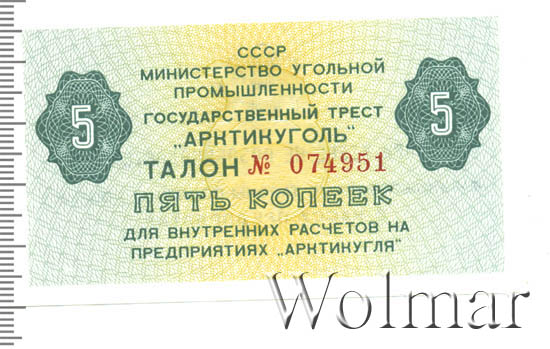 СССР
МИНИСТЕРСТВО УГОЛЬНОЙ
ПРОМЫШЛЕННОСТИ
ГОСУДАРСТВЕННЫЙ ТРЕСТ
„АРКТИКУГОЛЬ"
ТАЛОН № 074951
ПЯТЬ КОПЕЕК
ДЛЯ ВНУТРЕННИХ РАСЧЕТОВ НА
ПРЕДПРИЯТИЯХ „АРКТИКУГЛЯ"
5
5
Wolmar